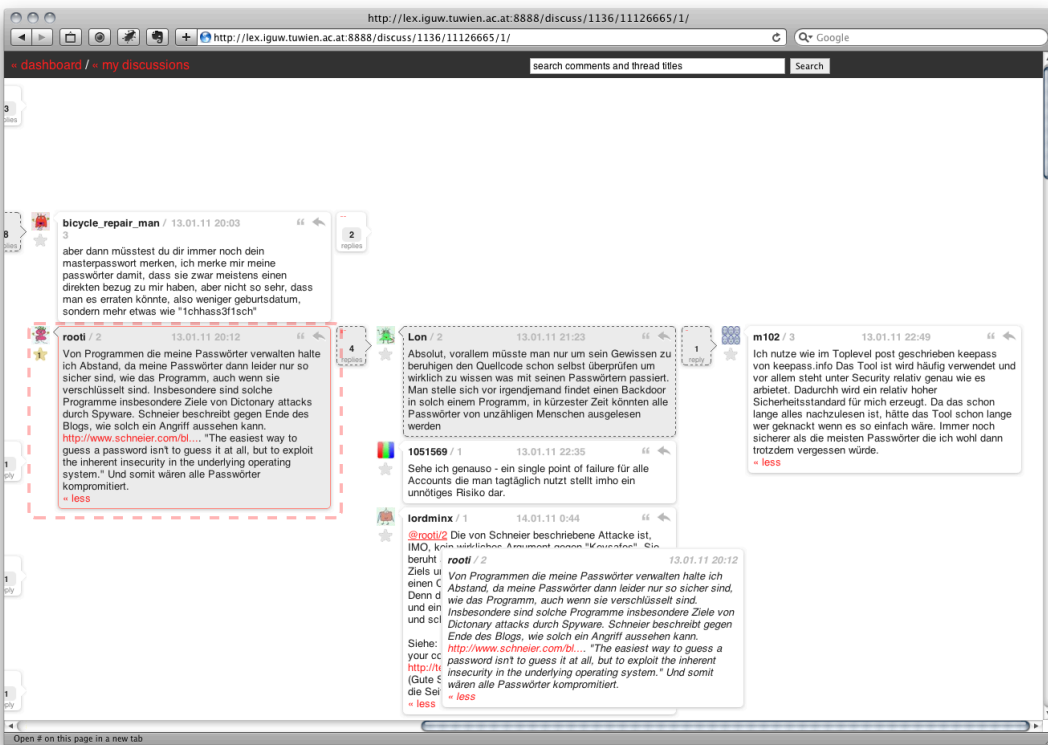 http://lex.iguw.tuwien.ac.at:8888/discuss/1136/11126665/1/
http://lex.iguw.tuwien.ac.at:8888/discuss/1136/11126665/1/
Google
« dashboard / « my discussions
search comments and thread titles
Search
3
8
bicycle_repair_man / 13.01.11 20:03
3
aber dann müsstest du dir immer noch dein
masterpasswort merken, ich merke mir meine
passwörter damit, dass sie zwar meistens einen
direkten bezug zu mir haben, aber nicht so sehr, dass
man es erraten könnte, also weniger geburtsdatum,
sondern mehr etwas wie "1chhass3f1sch"
2
replies
rooti / 2 13.01.11 20:12
1
Von Programmen die meine Passwörter verwalten halte
ich Abstand, da meine Passwörter dann leider nur so
sicher sind, wie das Programm, auch wenn sie
verschlüsselt sind. Insbesondere sind solche
Programme insbesondere Ziele von Dictonary attacks
durch Spyware. Schneier beschreibt gegen Ende des
Blogs, wie solch ein Angriff aussehen kann.
http://www.schneier.com/bl.... "The easiest way to
guess a password isn't to guess it at all, but to exploit
the inherent insecurity in the underlying operating
system." Und somit wären alle Passwörter
kompromitiert.
« less
4
replies
Lon / 2 13.01.11 21:23
Absolut, vorallem müsste man nur um sein Gewissen zu
beruhigen den Quellcode schon selbst überprüfen um
wirklich zu wissen was mit seinen Passwörtern passiert.
Man stelle sich vor irgendjemand findet einen Backdoor
in solch einem Programm, in kürzester Zeit könnten alle
Passwörter von unzähligen Menschen ausgelesen
werden
1
reply
m102 / 3 13.01.11 22:49
Ich nutze wie im Toplevel post geschrieben keepass
von keepass.info Das Tool ist wird häufig verwendet und
vor allem steht unter Security relativ genau wie es
arbietet. Dadurchh wird ein relativ hoher
Sicherheitsstandard für mich erzeugt. Da das schon
lange alles nachzulesen ist, hätte das Tool schon lange
wer geknackt wenn es so einfach wäre. Immer noch
sicherer als die meisten Passwörter die ich wohl dann
trotzdem vergessen würde.
« less
1051569 / 1 13.01.11 22:35
Sehe ich genauso - ein single point of failure für alle
Accounts die man tagtäglich nutzt stellt imho ein
unnötiges Risiko dar.
1
lordminx / 1 14.01.11 0:44
@rooti/2 Die von Schneier beschriebene Attacke ist,
IMO, kein wirkliches Argument gegen "Keysafes". Sie
beruht
Ziels
einen
Denn
und ein
und
Siehe:
your
(Gute
die
« less
rooti / 2 13.01.11 20:12
Von Programmen die meine Passwörter verwalten halte ich
Abstand, da meine Passwörter dann leider nur so sicher sind,
wie das Programm, auch wenn sie verschlüsselt sind.
Insbesondere sind solche Programme insbesondere Ziele von
Dictonary attacks durch Spyware. Schneier beschreibt gegen
Ende des Blogs, wie solch ein Angriff aussehen kann.
http://www.schneier.com/bl.... "The easiest way to guess a
password isn't to guess it at all, but to exploit the inherent
insecurity in the underlying operating system." Und somit
wären alle Passwörter kompromitiert.
« less
1
1
Open # on this page in a new tab